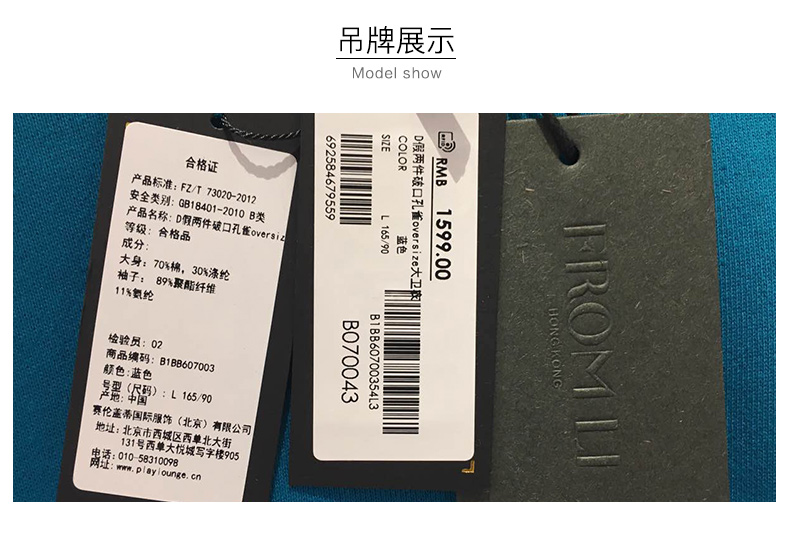 吊牌展示
Model show
合格证
产品标准: FZ/T 73020-2012
安全类别: GB18401-2010 B类
产品名称: D假两件破口孔雀oversiz
等级: 合格品
成分:
大身: 70%棉, 30%涤纶
袖子: 89%聚酯纤维
11%氨纶
检验员: 02
商品编码: B1BB607003
颜色:蓝色
号型(尺码): L 165/90
产地: 中国
赛伦盖蒂国际服饰(北京)有限公司
地址: 北京市西城区西单北大街
131号西单大悦城写字楼905
电话: 010-58310098
网址: www.playlounge.cn
RMB 1599.00
D假两件破口孔雀oversize大卫衣
COLOR 蓝色
SIZE L 165/90
6925846795​59
B1BB60700354L3
B070043
FROMLI
HONGKONG